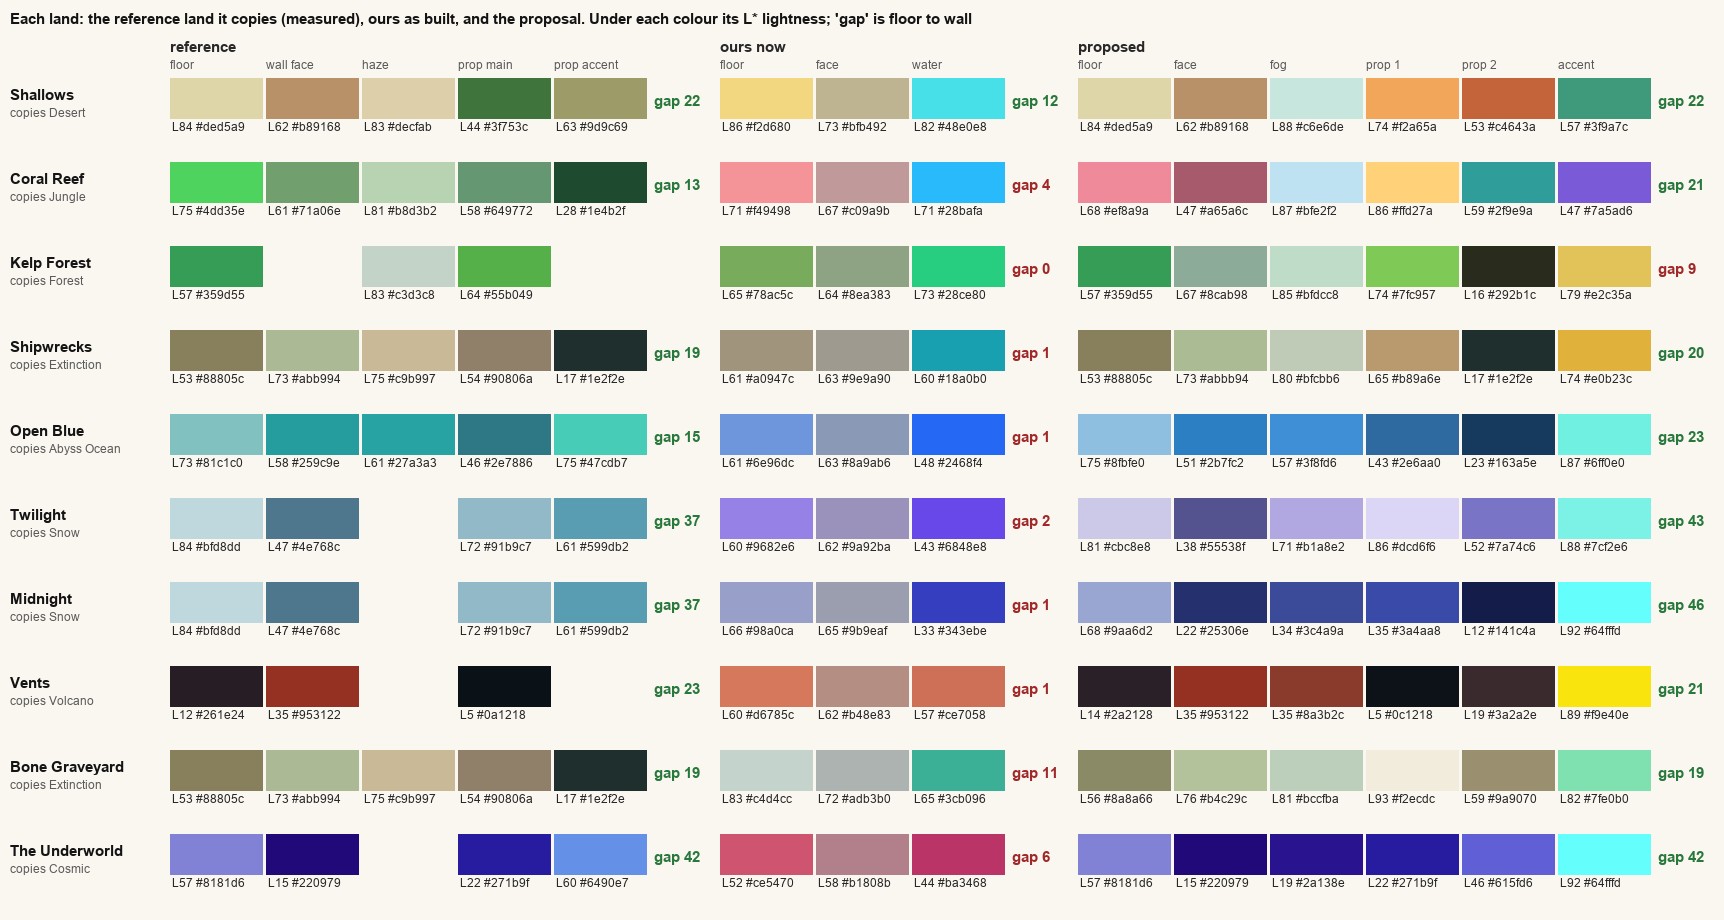 Each land: the reference land it copies (measured), ours as built, and the proposal. Under each colour its L* lightness; 'gap' is floor to wall
reference ours now proposed
floor wall face haze prop main prop accent floor face water floor face fog prop 1 prop 2 accent
Shallows
copies Desert
gap 22 gap 12 gap 22
L84 #ded5a9 L62 #b89168 L83 #decfab L44 #3f753c L63 #9d9c69 L86 #f2d680 L73 #bfb492 L82 #48e0e8 L84 #ded5a9 L62 #b89168 L88 #c6e6de L74 #f2a65a L53 #c4643a L57 #3f9a7c
Coral Reef
copies Jungle
gap 13 gap 4 gap 21
L75 #4dd35e L61 #71a06e L81 #b8d3b2 L58 #649772 L28 #1e4b2f L71 #f49498 L67 #c09a9b L71 #28bafa L68 #ef8a9a L47 #a65a6c L87 #bfe2f2 L86 #ffd27a L59 #2f9e9a L47 #7a5ad6
Kelp Forest
copies Forest
gap 0 gap 9
L57 #359d55 L83 #c3d3c8 L64 #55b049 L65 #78ac5c L64 #8ea383 L73 #28ce80 L57 #359d55 L67 #8cab98 L85 #bfdcc8 L74 #7fc957 L16 #292b1c L79 #e2c35a
Shipwrecks
copies Extinction
gap 19 gap 1 gap 20
L53 #88805c L73 #abb994 L75 #c9b997 L54 #90806a L17 #1e2f2e L61 #a0947c L63 #9e9a90 L60 #18a0b0 L53 #88805c L73 #abbb94 L80 #bfcbb6 L65 #b89a6e L17 #1e2f2e L74 #e0b23c
Open Blue
copies Abyss Ocean
gap 15 gap 1 gap 23
L73 #81c1c0 L58 #259c9e L61 #27a3a3 L46 #2e7886 L75 #47cdb7 L61 #6e96dc L63 #8a9ab6 L48 #2468f4 L75 #8fbfe0 L51 #2b7fc2 L57 #3f8fd6 L43 #2e6aa0 L23 #163a5e L87 #6ff0e0
Twilight
copies Snow
gap 37 gap 2 gap 43
L84 #bfd8dd L47 #4e768c L72 #91b9c7 L61 #599db2 L60 #9682e6 L62 #9a92ba L43 #6848e8 L81 #cbc8e8 L38 #55538f L71 #b1a8e2 L86 #dcd6f6 L52 #7a74c6 L88 #7cf2e6
Midnight
copies Snow
gap 37 gap 1 gap 46
L84 #bfd8dd L47 #4e768c L72 #91b9c7 L61 #599db2 L66 #98a0ca L65 #9b9eaf L33 #343ebe L68 #9aa6d2 L22 #25306e L34 #3c4a9a L35 #3a4aa8 L12 #141c4a L92 #64fffd
Vents
copies Volcano
gap 23 gap 1 gap 21
L12 #261e24 L35 #953122 L5 #0a1218 L60 #d6785c L62 #b48e83 L57 #ce7058 L14 #2a2128 L35 #953122 L35 #8a3b2c L5 #0c1218 L19 #3a2a2e L89 #f9e40e
Bone Graveyard
copies Extinction
gap 19 gap 11 gap 19
L53 #88805c L73 #abb994 L75 #c9b997 L54 #90806a L17 #1e2f2e L83 #c4d4cc L72 #adb3b0 L65 #3cb096 L56 #8a8a66 L76 #b4c29c L81 #bccfba L93 #f2ecdc L59 #9a9070 L82 #7fe0b0
The Underworld
copies Cosmic
gap 42 gap 6 gap 42
L57 #8181d6 L15 #220979 L22 #271b9f L60 #6490e7 L52 #ce5470 L58 #b1808b L44 #ba3468 L57 #8181d6 L15 #220979 L19 #2a138e L22 #271b9f L46 #615fd6 L92 #64fffd